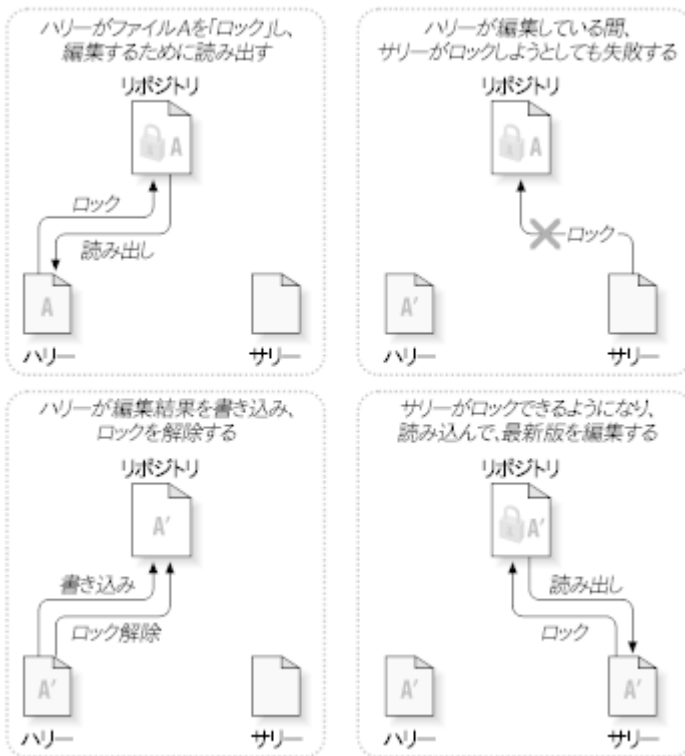 ハリーがファイルAを「ロック」し、
編集するために読み出す
リポジトリ
A
ロック
読み出し
A
ハリー
サリー
ハリーが編集している間、
サリーがロックしようとしても失敗する
リポジトリ
A
ロック
A′
ハリー
サリー
ハリーが編集結果を書き込み、
ロックを解除する
リポジトリ
A′
書き込み
ロック解除
A′
ハリー
サリー
サリーがロックできるようになり、
読み込んで、最新版を編集する
リポジトリ
A′
読み出し
ロック
A′
A′
ハリー
サリー